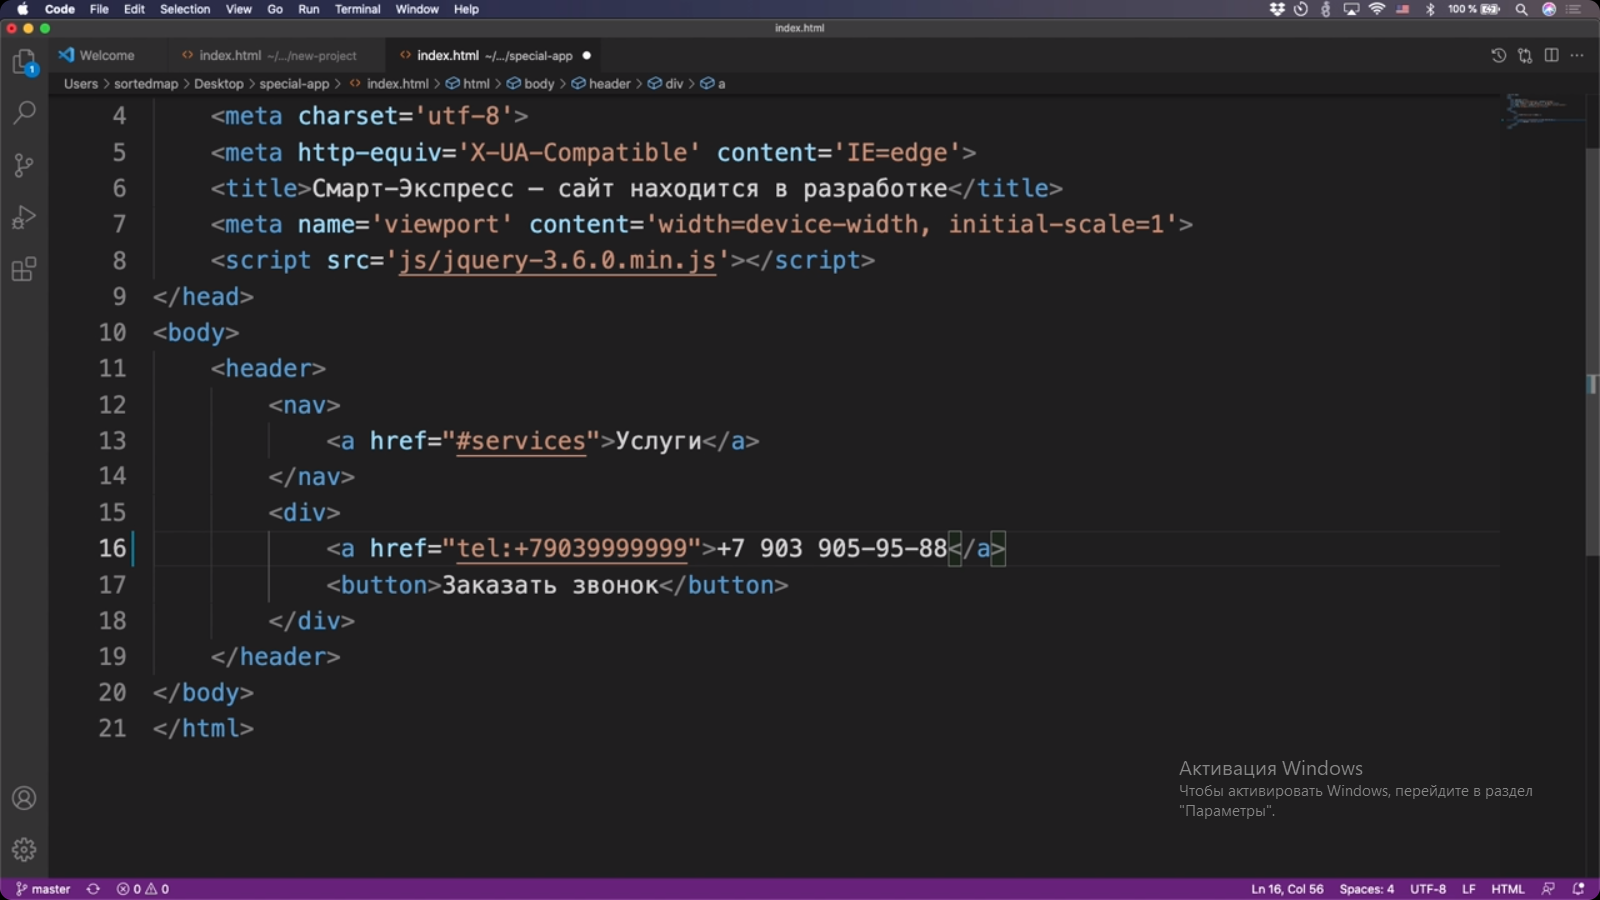 Code File Edit Selection View Go Run Terminal Window Help 100 %
index.html
Welcome index.html ~/.../new-project index.html ~/.../special-app
Users > sortedmap > Desktop > special-app > index.html > html > body > header > div > a
4 <meta charset='utf-8'>
5 <meta http-equiv='X-UA-Compatible' content='IE=edge'>
6 <title>Смарт-Экспресс — сайт находится в разработке</title>
7 <meta name='viewport' content='width=device-width, initial-scale=1'>
8 <script src='js/jquery-3.6.0.min.js'></script>
9 </head>
10 <body>
11 <header>
12 <nav>
13 <a href="#services">Услуги</a>
14 </nav>
15 <div>
16 <a href="tel:+79039999999">+7 903 905-95-88</a>
17 <button>Заказать звонок</button>
18 </div>
19 </header>
20 </body>
21 </html>
Активация Windows
Чтобы активировать Windows, перейдите в раздел
"Параметры".
master 0 0 Ln 16, Col 56 Spaces: 4 UTF-8 LF HTML